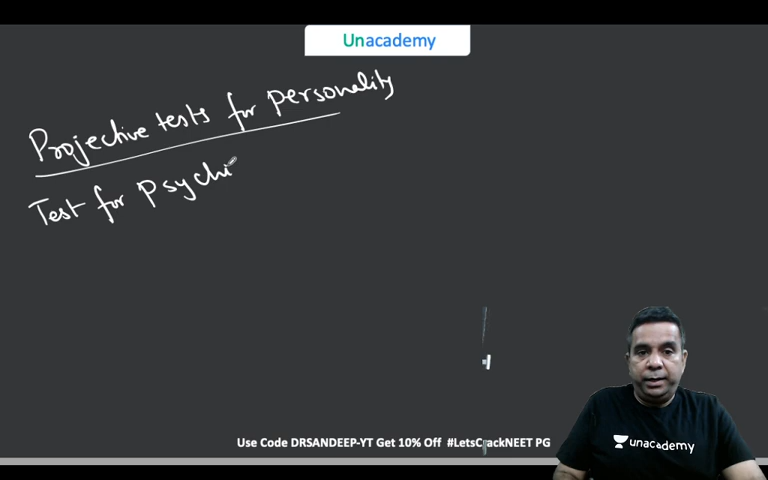 Unacademy
Projective tests for personality
Test for Psychi
unacademy
Use Code DRSANDEEP-YT Get 10% Off #LetsCrackNEET PG